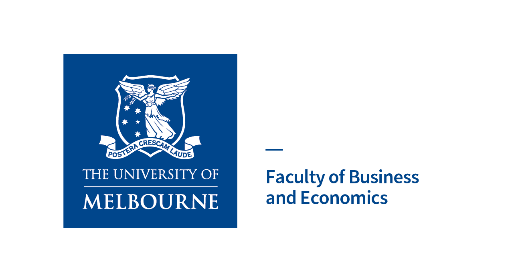 POSTERA CRESCAM LAUDE
THE UNIVERSITY OF
MELBOURNE
Faculty of Business
and Economics